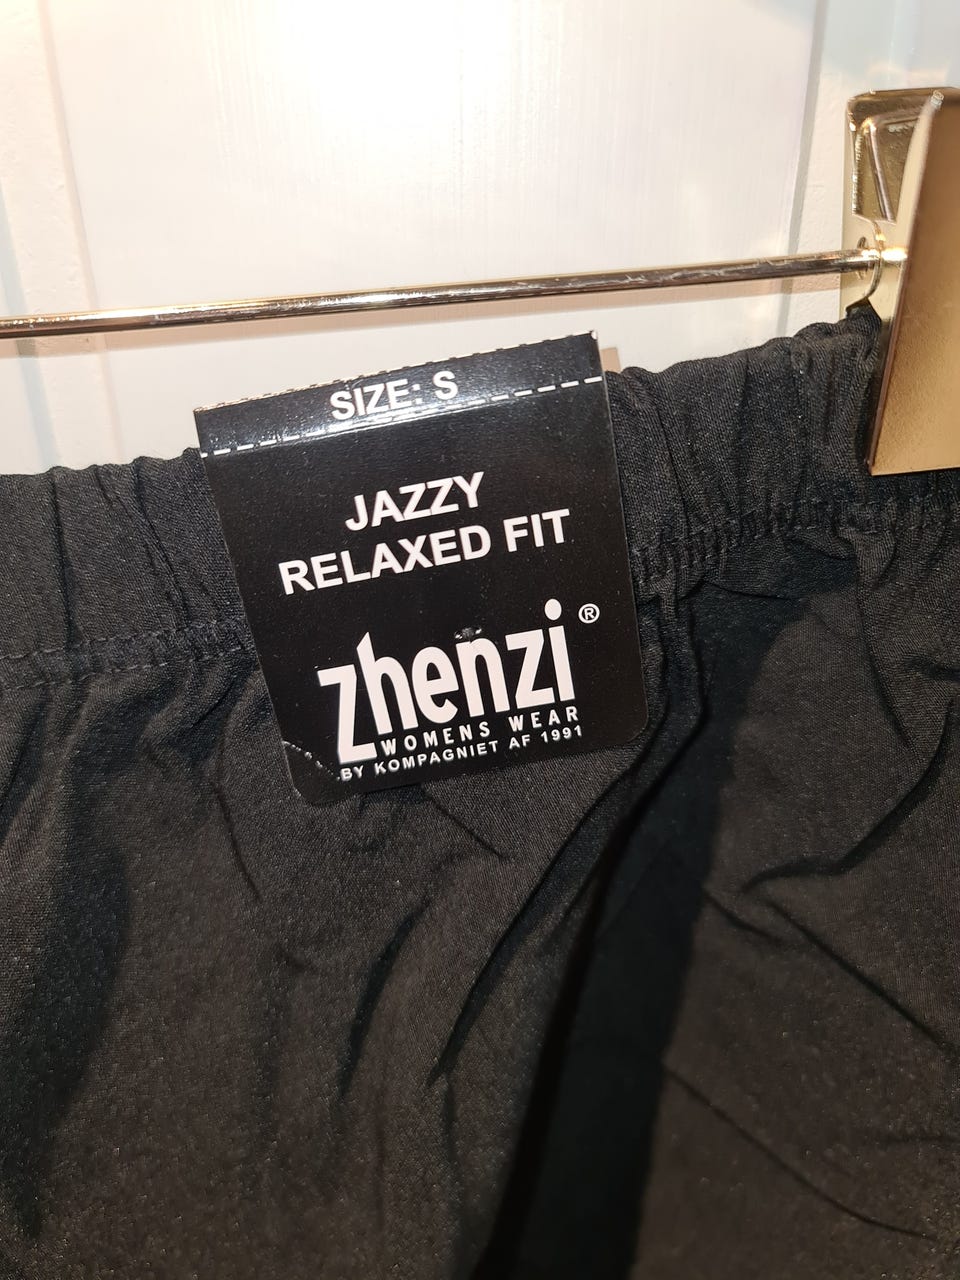 SIZE: S
JAZZY
RELAXED FIT
zhenzi®
WOMENS WEAR
BY KOMPAGNIET AF 1991